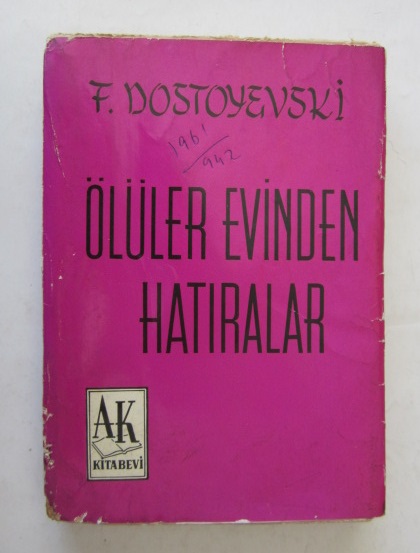 F. DOSTOYEVSKİ
1961
942
ÖLÜLER EVİNDEN
HATIRALAR
AK
KİTABEVİ